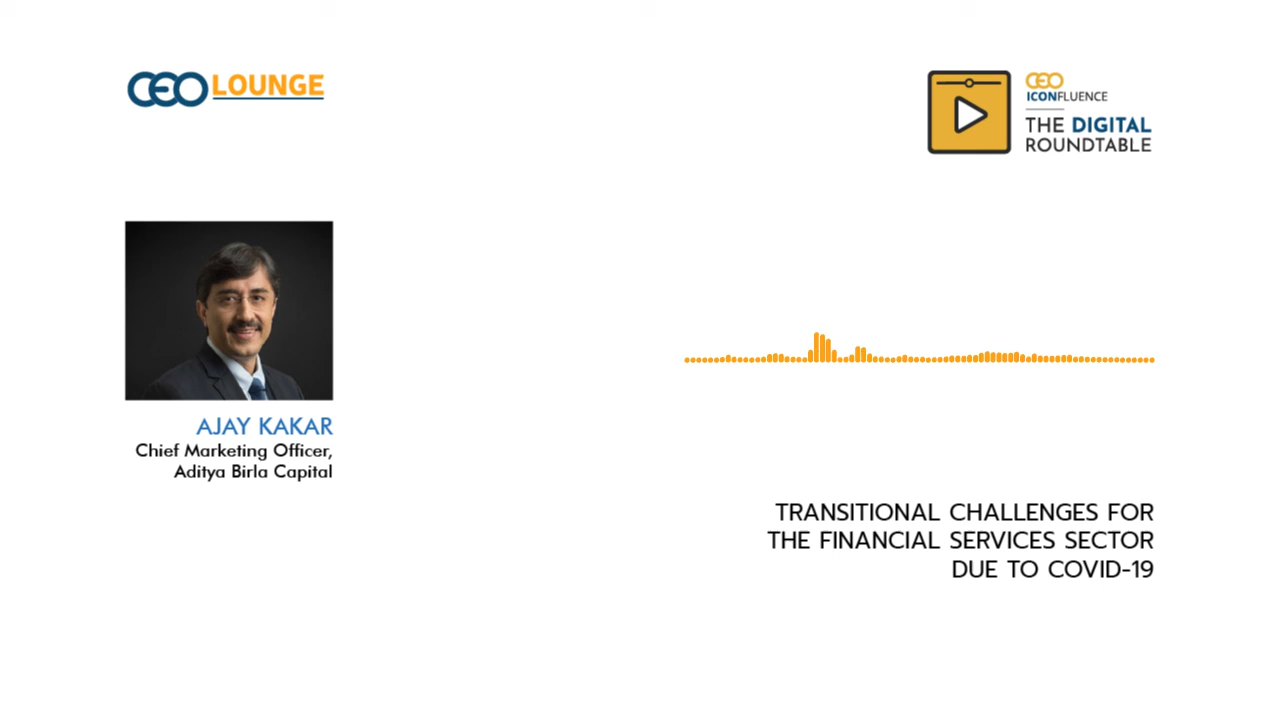 CEO LOUNGE
CEO
ICONFLUENCE
THE DIGITAL
ROUNDTABLE
AJAY KAKAR
Chief Marketing Officer,
Aditya Birla Capital
TRANSITIONAL CHALLENGES FOR
THE FINANCIAL SERVICES SECTOR
DUE TO COVID-19